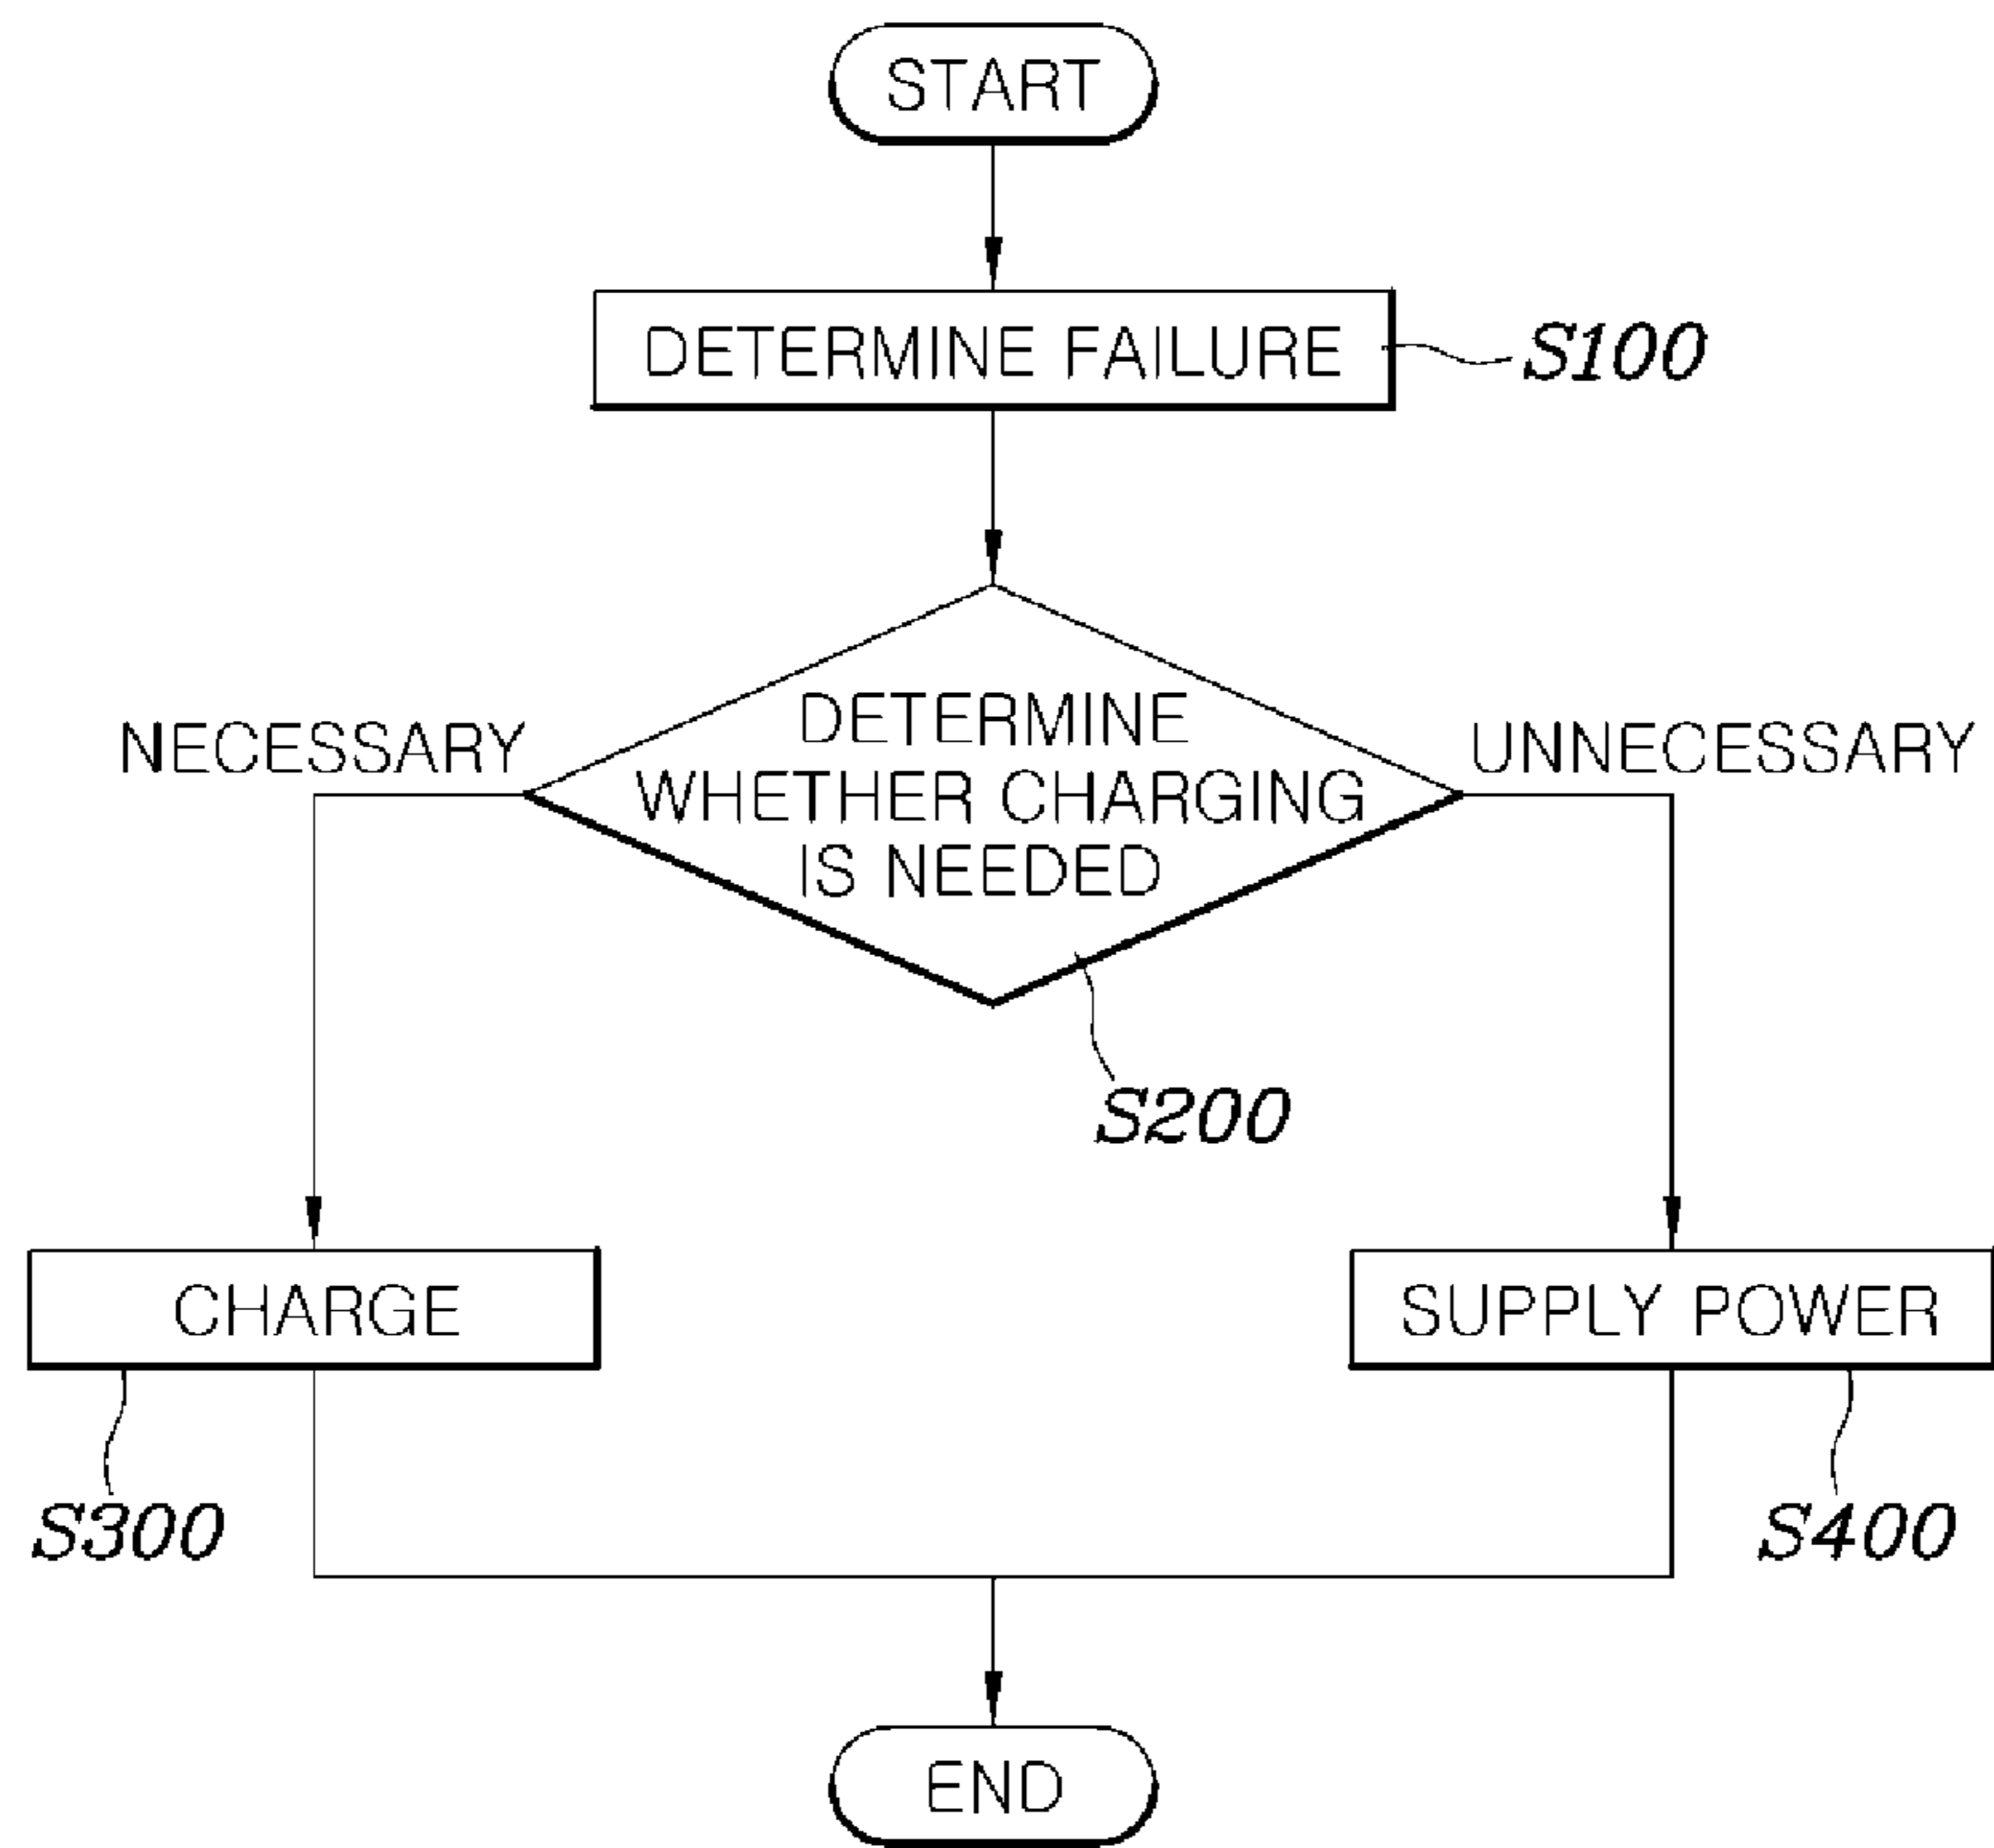 START
DETERMINE FAILURE
S100
DETERMINE
WHETHER CHARGING
IS NEEDED
NECESSARY
UNNECESSARY
S200
CHARGE
SUPPLY POWER
S300
S400
END